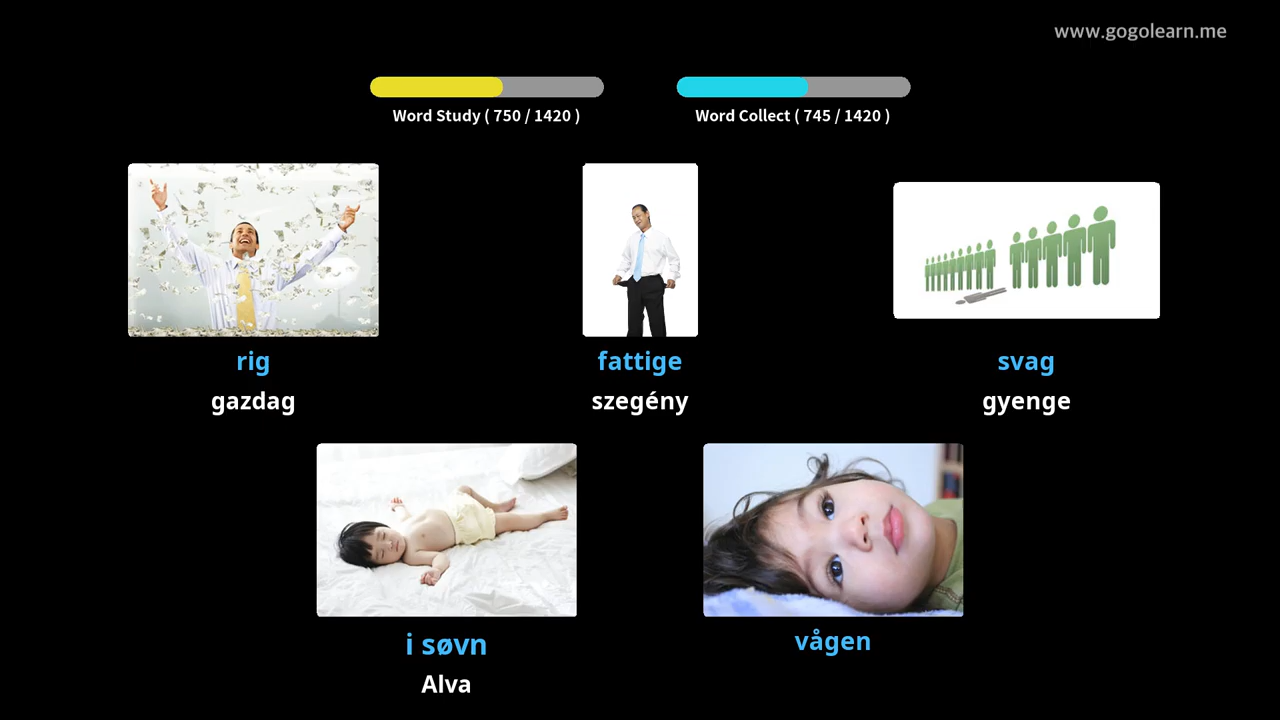 www.gogolearn.me
Word Study ( 750 / 1420 )
Word Collect ( 745 / 1420 )
rig
fattige
svag
gazdag
szegény
gyenge
i søvn
vågen
Alva